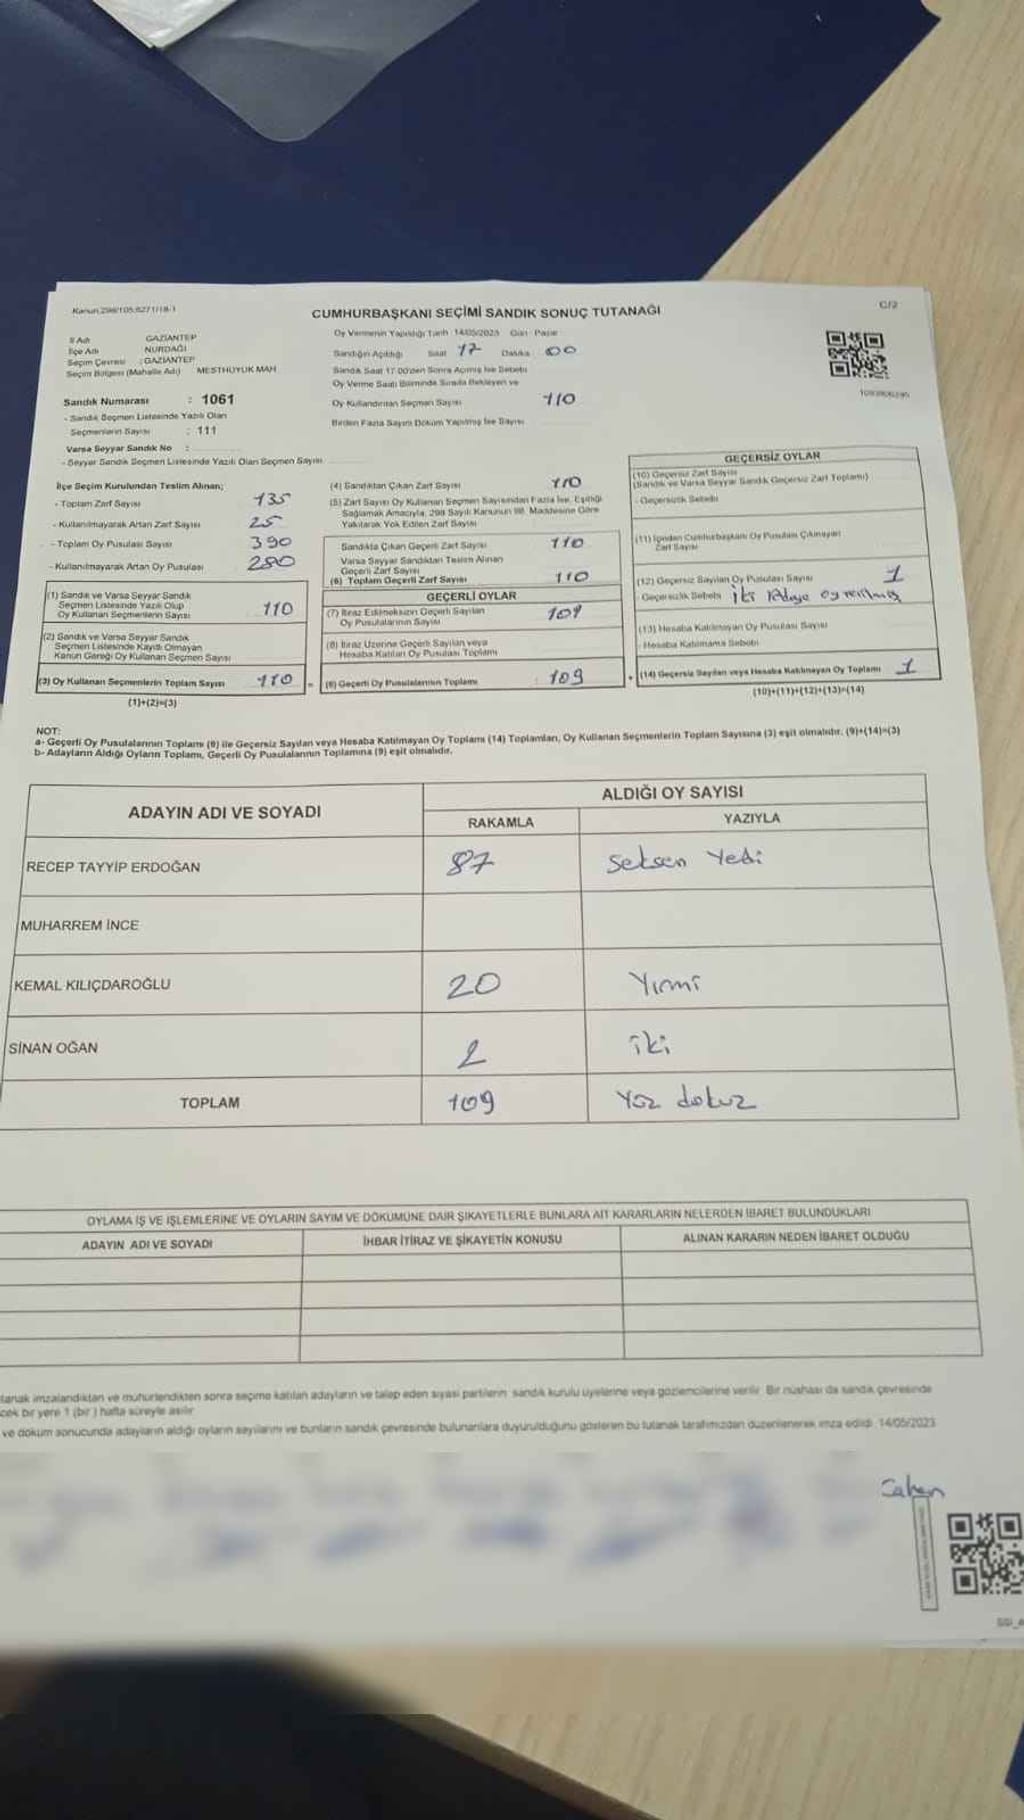 Kanun:298/105;6271/18-1
C/2
CUMHURBAŞKANI SEÇİMİ SANDIK SONUÇ TUTANAĞI
İl Adı GAZİANTEP
İlçe Adı NURDAĞI
Seçim Çevresi : GAZİANTEP
Seçim Bölgesi (Mahalle Adı) MESTHÜYÜK MAH.
Sandık Numarası : 1061
- Sandık Seçmen Listesinde Yazılı Olan
Seçmenlerin Sayısı : 111
Varsa Seyyar Sandık No :
- Seyyar Sandık Seçmen Listesinde Yazılı Olan Seçmen Sayısı
Oy Vermenin Yapıldığı Tarih 14/05/2023 Gün : Pazar
Sandığın Açıldığı Saat 17 Dakika 00
Sandık Saat 17.00'den Sonra Açılmış İse Sebebi
Oy Verme Saati Bitiminde Sırada Bekleyen ve
Oy Kullandırılan Seçmen Sayısı 110
Birden Fazla Sayım Döküm Yapılmış İse Sayısı
İlçe Seçim Kurulundan Teslim Alınan;
- Toplam Zarf Sayısı 135
- Kullanılmayarak Artan Zarf Sayısı 25
- Toplam Oy Pusulası Sayısı 390
- Kullanılmayarak Artan Oy Pusulası 280
(1) Sandık ve Varsa Seyyar Sandık
Seçmen Listesinde Yazılı Olup
Oy Kullanan Seçmenlerin Sayısı 110
(2) Sandık ve Varsa Seyyar Sandık
Seçmen Listesinde Kayıtlı Olmayan
Kanun Gereği Oy Kullanan Seçmen Sayısı
(3) Oy Kullanan Seçmenlerin Toplam Sayısı 110
(1)+(2)=(3)
(4) Sandıktan Çıkan Zarf Sayısı 110
(5) Zarf Sayısı Oy Kullanan Seçmen Sayısından Fazla İse, Eşitliği
Sağlamak Amacıyla, 298 Sayılı Kanunun 98. Maddesine Göre
Yakılarak Yok Edilen Zarf Sayısı
Sandıkta Çıkan Geçerli Zarf Sayısı 110
Varsa Seyyar Sandıktan Teslim Alınan
Geçerli Zarf Sayısı
(6) Toplam Geçerli Zarf Sayısı 110
GEÇERLİ OYLAR
(7) İtiraz Edilmeksizin Geçerli Sayılan
Oy Pusulalarının Sayısı 109
(8) İtiraz Üzerine Geçerli Sayılan veya
Hesaba Katılan Oy Pusulası Toplamı
(9) Geçerli Oy Pusulalarının Toplamı : 109
GEÇERSİZ OYLAR
(10) Geçersiz Zarf Sayısı
(Sandık ve Varsa Seyyar Sandık Geçersiz Zarf Toplamı)
- Geçersizlik Sebebi
(11) İçinden Cumhurbaşkanı Oy Pusulası Çıkmayan
Zarf Sayısı
(12) Geçersiz Sayılan Oy Pusulası Sayısı 1
- Geçersizlik Sebebi iki Adaya oy verilmiş
(13) Hesaba Katılmayan Oy Pusulası Sayısı
- Hesaba Katılmama Sebebi
(14) Geçersiz Sayılan veya Hesaba Katılmayan Oy Toplamı 1
(10)+(11)+(12)+(13)=(14)
NOT:
a- Geçerli Oy Pusulalarının Toplamı (9) ile Geçersiz Sayılan veya Hesaba Katılmayan Oy Toplamı (14) Toplamları, Oy Kullanan Seçmenlerin Toplam Sayısına (3) eşit olmalıdır. (9)+(14)=(3)
b- Adayların Aldığı Oyların Toplamı, Geçerli Oy Pusulalarının Toplamına (9) eşit olmalıdır.
ADAYIN ADI VE SOYADI
ALDIĞI OY SAYISI
RAKAMLA YAZIYLA
RECEP TAYYİP ERDOĞAN 87 Seksen Yedi
MUHARREM İNCE
KEMAL KILIÇDAROĞLU 20 Yirmi
SİNAN OĞAN 2 iki
TOPLAM 109 Yüz dokuz
OYLAMA İŞ VE İŞLEMLERİNE VE OYLARIN SAYIM VE DÖKÜMÜNE DAİR ŞİKAYETLERLE BUNLARA AİT KARARLARIN NELERDEN İBARET BULUNDUKLARI
ADAYIN ADI VE SOYADI İHBAR İTİRAZ VE ŞİKAYETİN KONUSU ALINAN KARARIN NEDEN İBARET OLDUĞU
tanak imzalandıktan ve mühürlendikten sonra seçime katılan adayların ve talep eden siyasi partilerin sandık kurulu üyelerine veya gözlemcilerine verilir. Bir nüshası da sandık çevresinde
cek bir yere 1 (bir) hafta süreyle asılır.
ve döküm sonucunda adayların aldığı oyların sayılarını ve bunların sandık çevresinde bulunanlara duyurulduğunu gösteren bu tutanak tarafımızdan düzenlenerek imza edildi. 14/05/2023